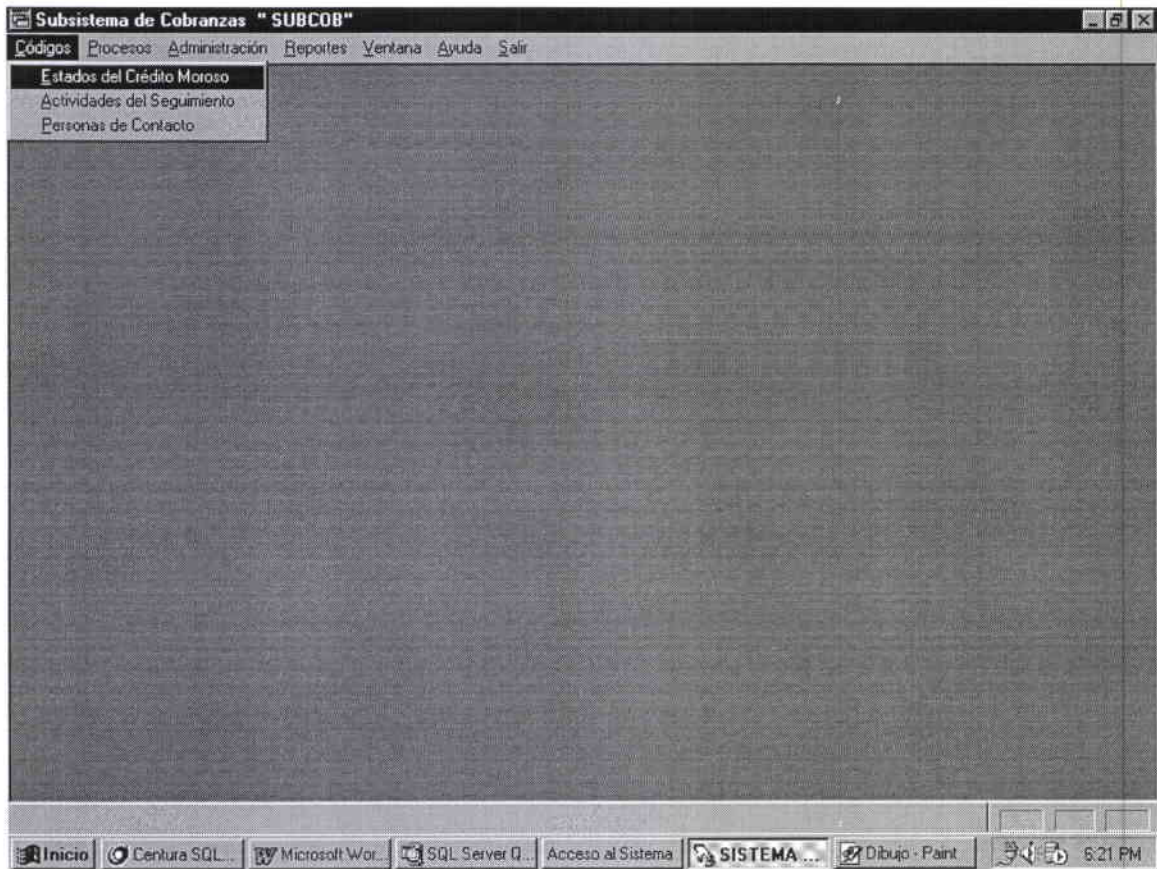 Subsistema de Cobranzas " SUBCOB"
Códigos Procesos Administración Reportes Ventana Ayuda Salir
Estados del Crédito Moroso
Actividades del Seguimiento
Personas de Contacto
Inicio Centura SQL... Microsoft Wor... SQL Server Q... Acceso al Sistema SISTEMA ... Dibujo - Paint 6:21 PM